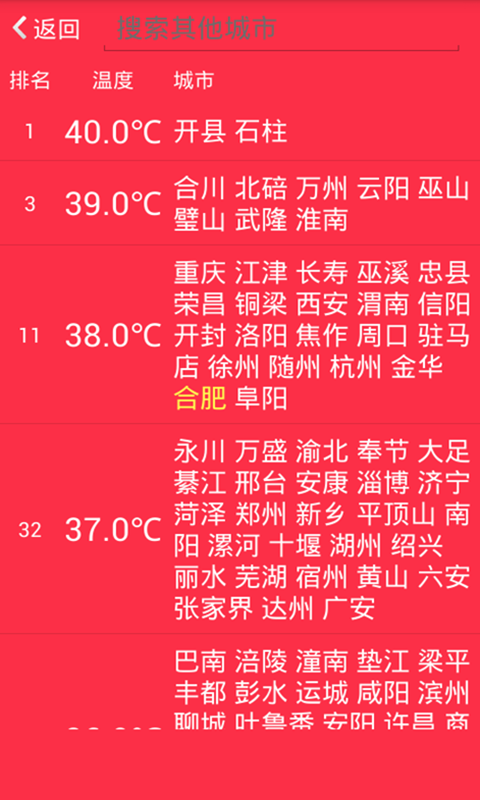 返回 搜索其他城市
排名 温度 城市
1 40.0℃ 开县 石柱
合川 北碚 万州 云阳 巫山
3 39.0℃
璧山 武隆 淮南
重庆 江津 长寿 巫溪 忠县
荣昌 铜梁 西安 渭南 信阳
11 38.0℃ 开封 洛阳 焦作 周口 驻马
店 徐州 随州 杭州 金华
合肥 阜阳
永川 万盛 渝北 奉节 大足
綦江 邢台 安康 淄博 济宁
菏泽 郑州 新乡 平顶山 南
32 37.0℃
阳 漯河 十堰 湖州 绍兴
丽水 芜湖 宿州 黄山 六安
张家界 达州 广安
巴南 涪陵 潼南 垫江 梁平
丰都 彭水 运城 咸阳 滨州
聊城 吐鲁番 安阳 许昌 商